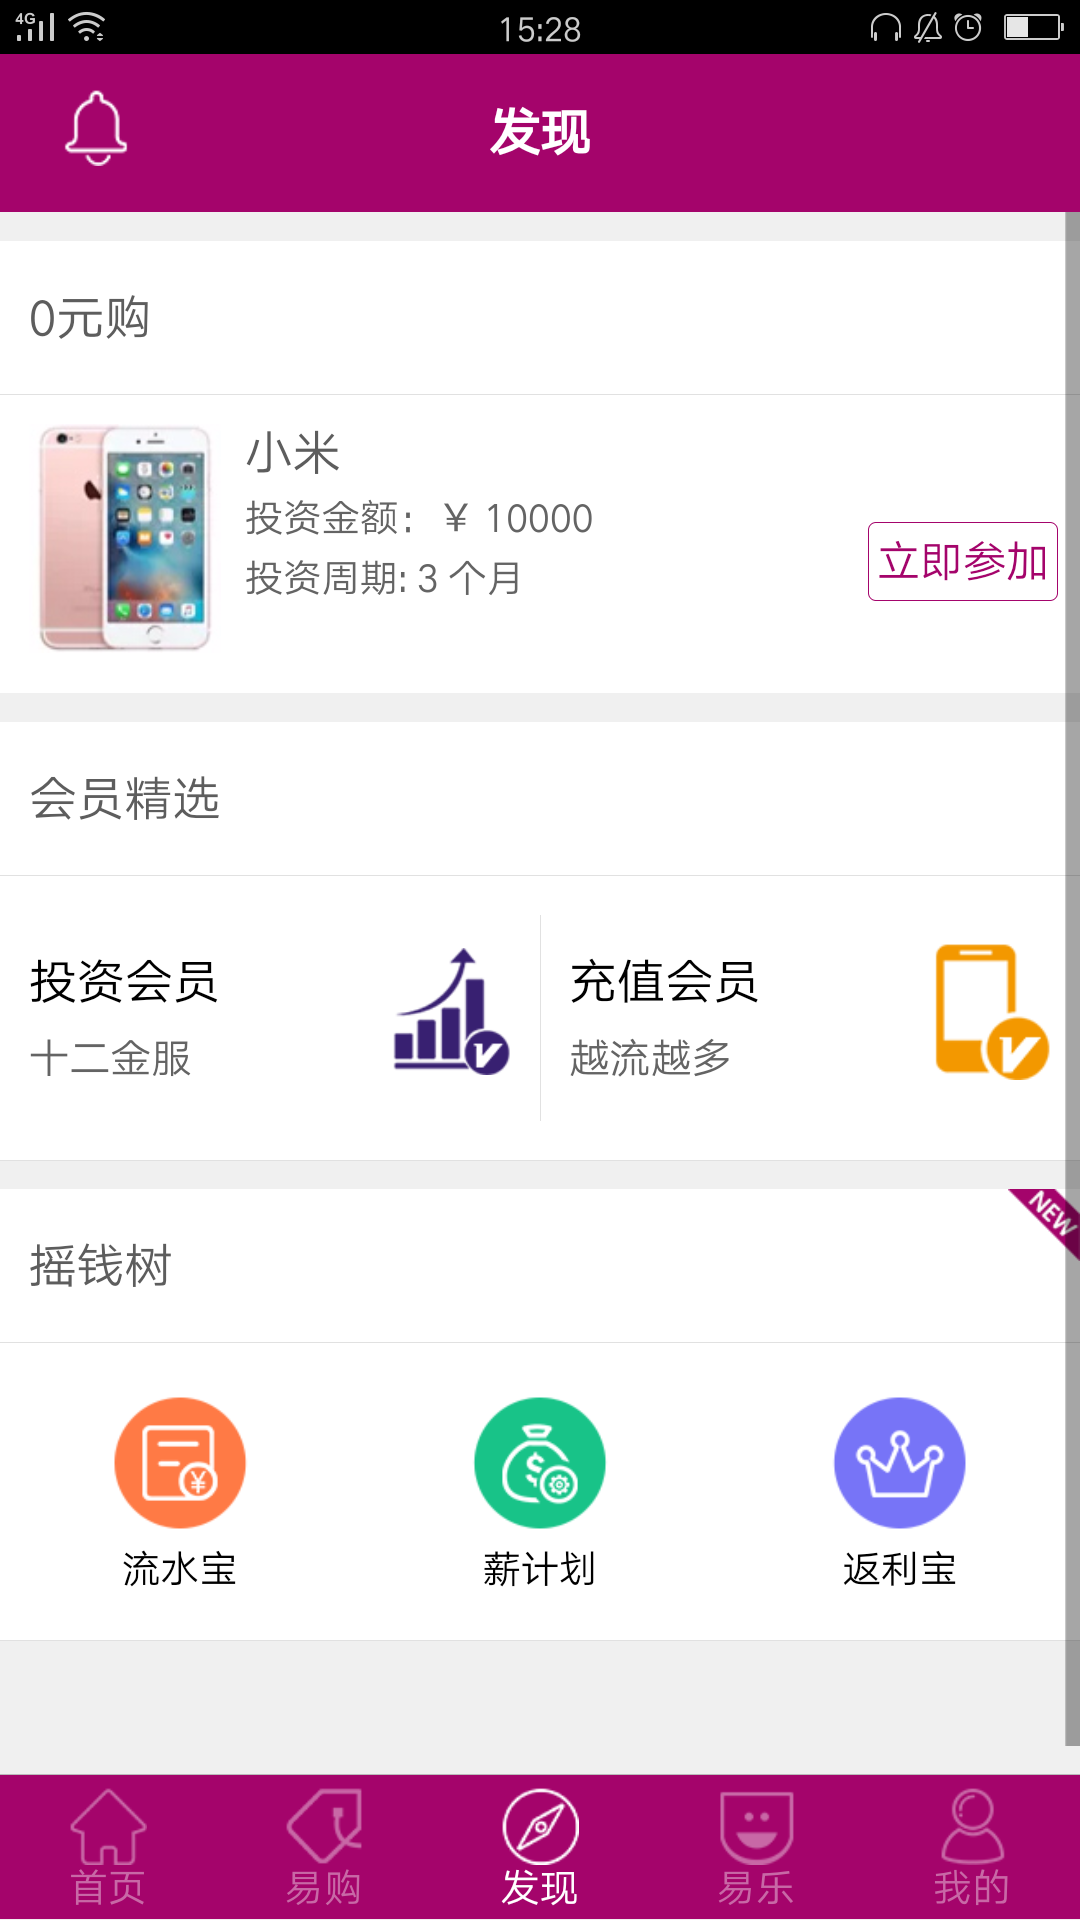 4G
15:28
发现
0元购
小米
投资金额：￥ 10000
投资周期: 3 个月
立即参加
会员精选
投资会员
十二金服
充值会员
越流越多
NEW
摇钱树
流水宝
薪计划
返利宝
首页
易购
发现
易乐
我的